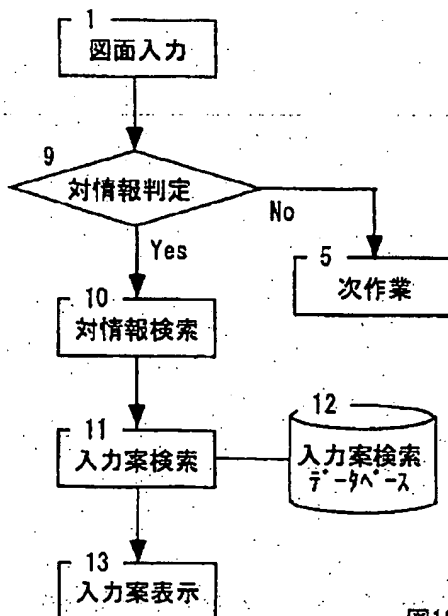 1
図面入力
9
対情報判定
No
Yes
5
次作業
10
対情報検索
11
入力案検索
12
入力案検索
データベース
13
入力案表示